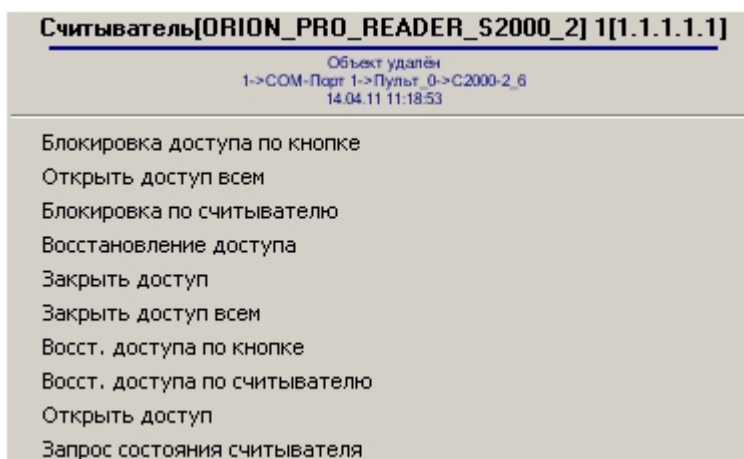 Считыватель[ORION_PRO_READER_S2000_2] 1[1.1.1.1.1]
Объект удалён
1->COM-Порт 1->Пульт_0->С2000-2_6
14.04.11 11:18:53
Блокировка доступа по кнопке
Открыть доступ всем
Блокировка по считывателю
Восстановление доступа
Закрыть доступ
Закрыть доступ всем
Восст. доступа по кнопке
Восст. доступа по считывателю
Открыть доступ
Запрос состояния считывателя